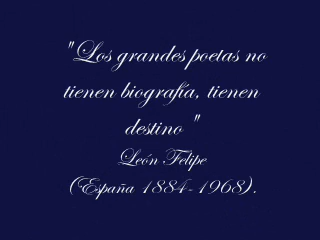 "Los grandes poetas no
tienen biografía, tienen
destino"
León Felipe
(España 1884-1968).